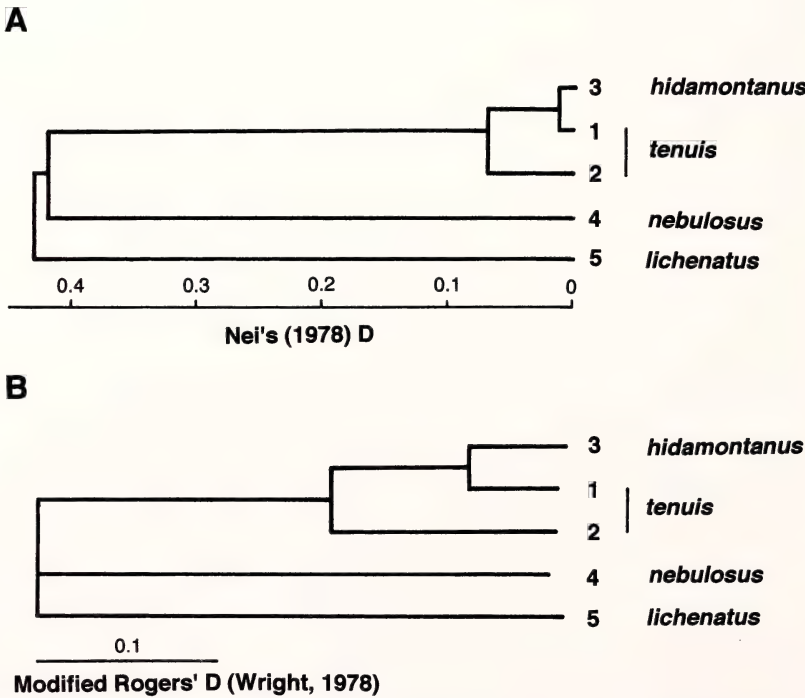 A
3 hidamontanus
1
tenuis
2
4 nebulosus
5 lichenatus
0.4 0.3 0.2 0.1 0
Nei's (1978) D
B
3 hidamontanus
1
tenuis
2
4 nebulosus
5 lichenatus
0.1
Modified Rogers' D (Wright, 1978)